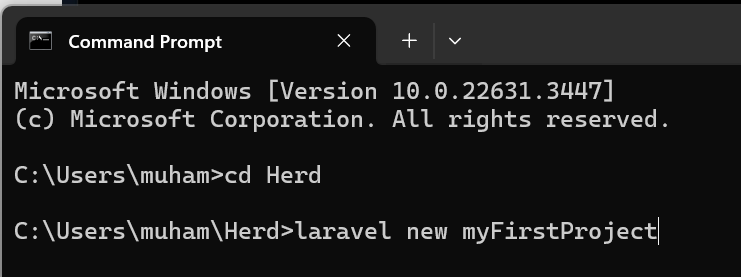 Command Prompt
Microsoft Windows [Version 10.0.22631.3447]
(c) Microsoft Corporation. All rights reserved.
C:\Users\muham>cd Herd
C:\Users\muham\Herd>laravel new myFirstProject